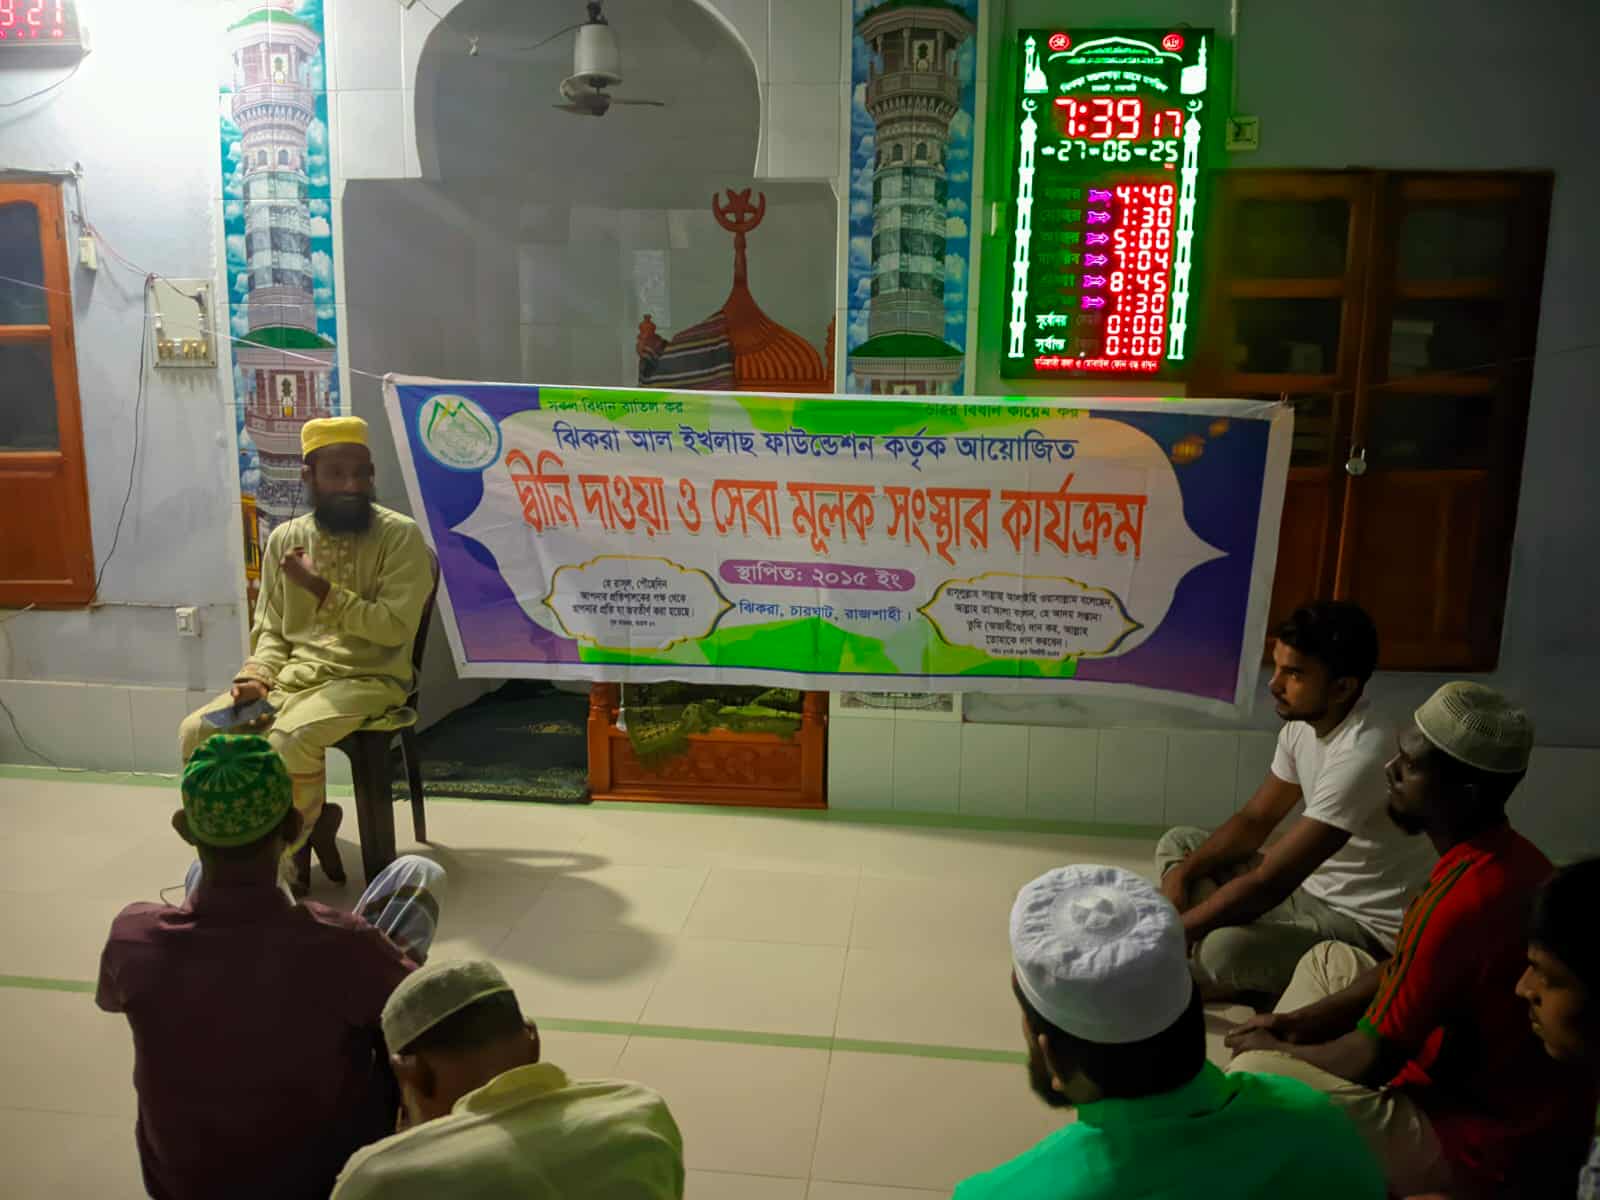 9:21
7:39 17
27-06-25
4:40
1:30
5:00
7:04
8:45
1:30
সূর্যোদয় 0:00
সূর্যাস্ত 0:00
সকল বিধান বাতিল কর
অহির বিধান কায়েম কর
ঝিকরা আল ইখলাছ ফাউন্ডেশন কর্তৃক আয়োজিত
দ্বীনি দাওয়া ও সেবা মূলক সংস্থার কার্যক্রম
স্থাপিত: ২০১৫ ইং
ঝিকরা, চারঘাট, রাজশাহী।
হে রাসূল, পৌছেদিন
আপনার প্রতিপালকের পক্ষ থেকে
আপনার প্রতি যা অবতীর্ণ করা হয়েছে।
রাসূলুল্লাহ সাল্লাল্লাহু আলাইহি ওয়াসাল্লাম বলেছেন,
আল্লাহ তা'আলা বলেন, হে আদম সন্তান!
তুমি (অভাবীকে) দান কর, আল্লাহ
তোমাকে দান করবেন।